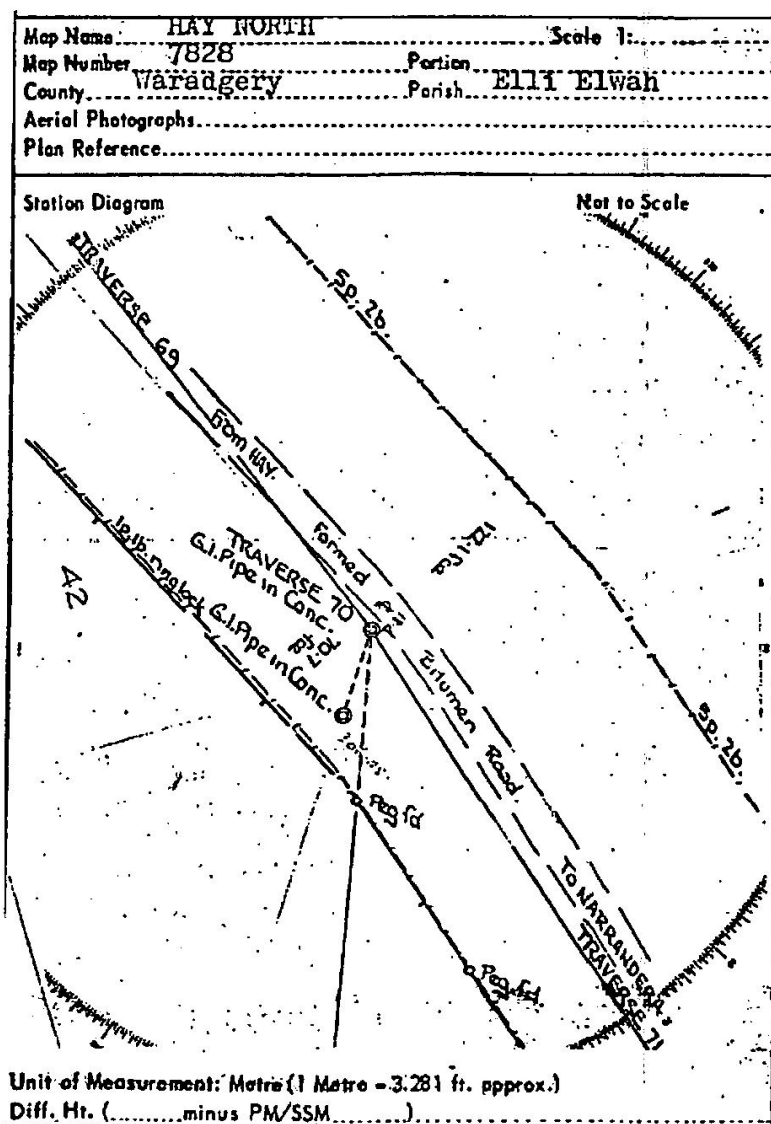 Map Name HAY NORTH Scale 1:
Map Number 7828 Portion
County Waradgery Parish Elli Elwah
Aerial Photographs
Plan Reference
Station Diagram Not to Scale
TRAVERSE 69
5p. 2b.
From HAY.
Formed
TRAVERSE 70
G.I.Pipe in Conc.
ringlock G.I.Pipe in Conc.
42
Bitumen
Road
5p. 2b.
Peg fd
Peg fd.
TO NARRANDERA
TRAVERSE 71
Unit of Measurement: Metre (1 Metre = 3.281 ft. approx.)
Diff. Ht. (.........minus PM/SSM.........)